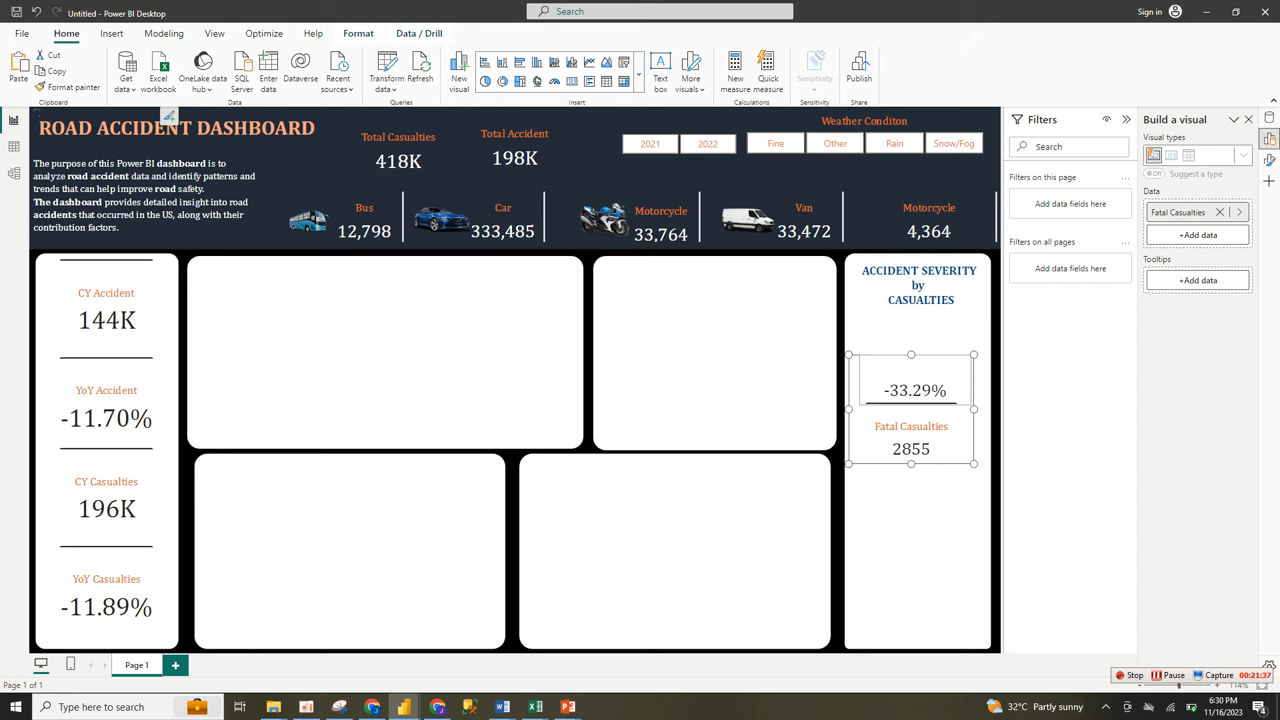 Untitled - Power BI Desktop
Search
Sign in
File
Home
Insert
Modeling
View
Optimize
Help
Format
Data / Drill
Paste
Cut
Copy
Format painter
Get
data
Excel
workbook
OneLake data
hub
SQL
Server
Enter
data
Dataverse
Recent
sources
Transform
data
Refresh
New
visual
Text
box
More
visuals
New
measure
Quick
measure
Sensitivity
Publish
Clipboard
Data
Queries
Insert
Calculations
Sensitivity
Share
ROAD ACCIDENT DASHBOARD
The purpose of this Power BI dashboard is to
analyze road accident data and identify patterns and
trends that can help improve road safety.
The dashboard provides detailed insight into road
accidents that occurred in the US, along with their
contribution factors.
Total Casualties
418K
Total Accident
198K
2021
2022
Weather Conditon
Fine
Other
Rain
Snow/Fog
Bus
12,798
Car
333,485
Motorcycle
33,764
Van
33,472
Motorcycle
4,364
CY Accident
144K
YoY Accident
-11.70%
CY Casualties
196K
YoY Casualties
-11.89%
ACCIDENT SEVERITY
by
CASUALTIES
-33.29%
Fatal Casualties
2855
Filters
Search
Filters on this page
...
Add data fields here
Filters on all pages
...
Add data fields here
Build a visual
Visual types
Off
Suggest a type
Data
Fatal Casualties
+Add data
Tooltips
+Add data
Page 1
Page 1 of 1
Stop
Pause
Capture
00:21:37
114%
Type here to search
32°C Partly sunny
6:30 PM
11/16/2023